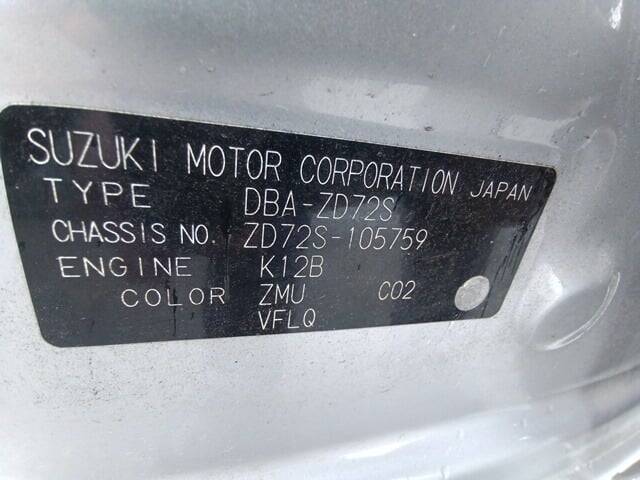 SUZUKI MOTOR CORPORATION JAPAN
TYPE DBA-ZD72S
CHASSIS NO. ZD72S-105759
ENGINE K12B
COLOR ZMU C02
VFLQ